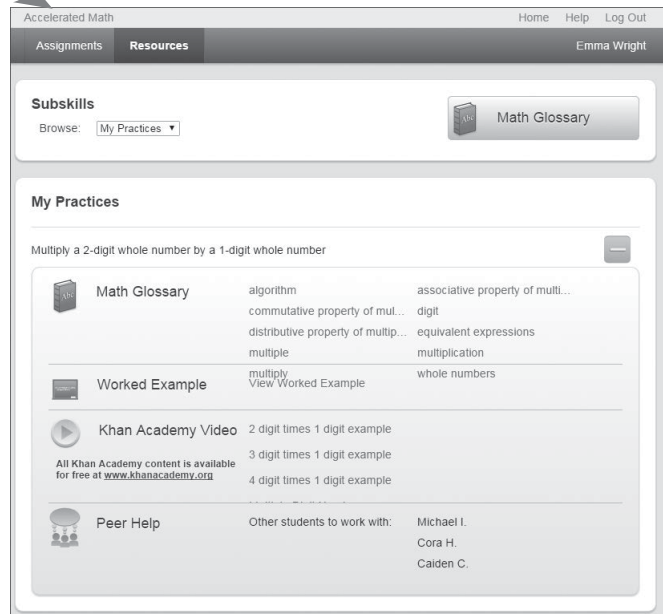 Accelerated Math Home Help Log Out
Assignments Resources Emma Wright
Subskills
Browse: My Practices
Abc Math Glossary
My Practices
Multiply a 2-digit whole number by a 1-digit whole number
Abc Math Glossary algorithm associative property of multi...
commutative property of mul... digit
distributive property of multip... equivalent expressions
multiple multiplication
multiply whole numbers
Worked Example View Worked Example
Khan Academy Video 2 digit times 1 digit example
3 digit times 1 digit example
All Khan Academy content is available
for free at www.khanacademy.org
4 digit times 1 digit example
Peer Help Other students to work with: Michael I.
Cora H.
Caiden C.